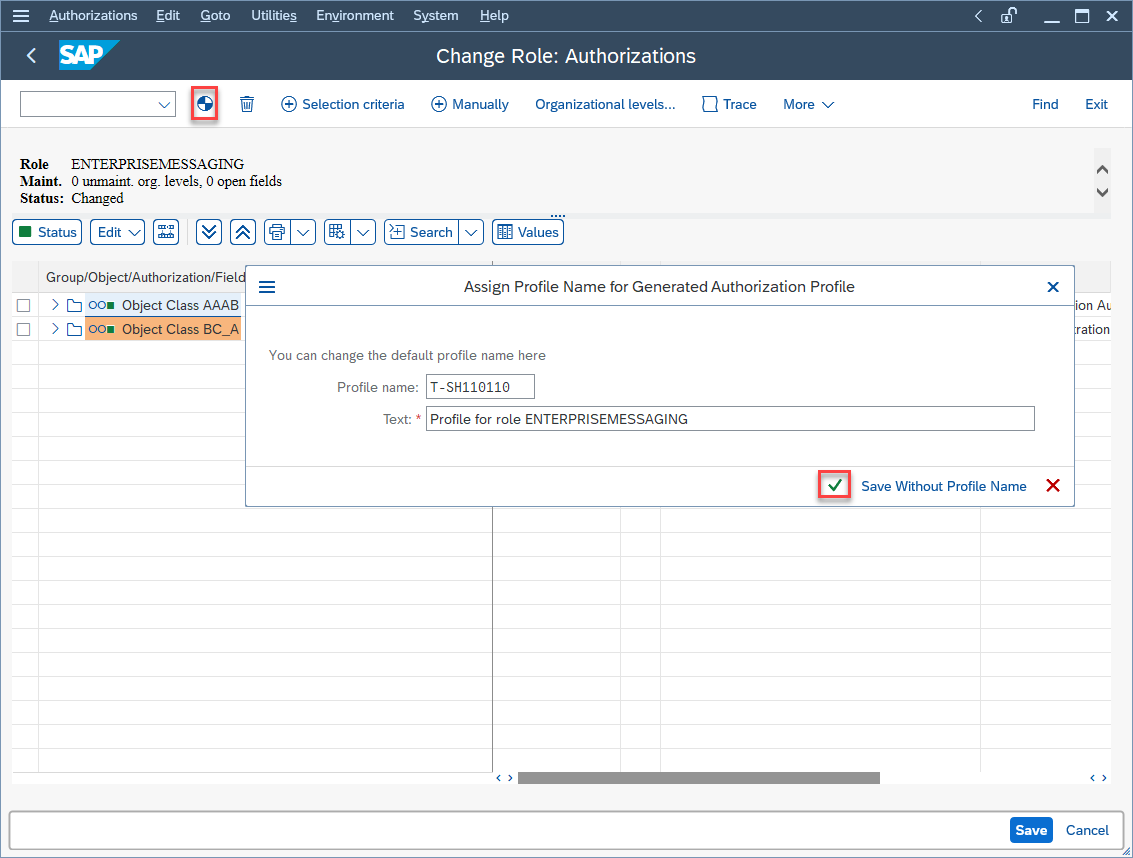 Authorizations Edit Goto Utilities Environment System Help
SAP Change Role: Authorizations
Selection criteria Manually Organizational levels... Trace More Find Exit
Role ENTERPRISEMESSAGING
Maint. 0 unmaint. org. levels, 0 open fields
Status: Changed
Status Edit Search Values
Group/Object/Authorization/Field
Object Class AAAB
ion Au
Object Class BC_A
tration
Assign Profile Name for Generated Authorization Profile
You can change the default profile name here
Profile name: T-SH110110
Text: * Profile for role ENTERPRISEMESSAGING
Save Without Profile Name
Save Cancel